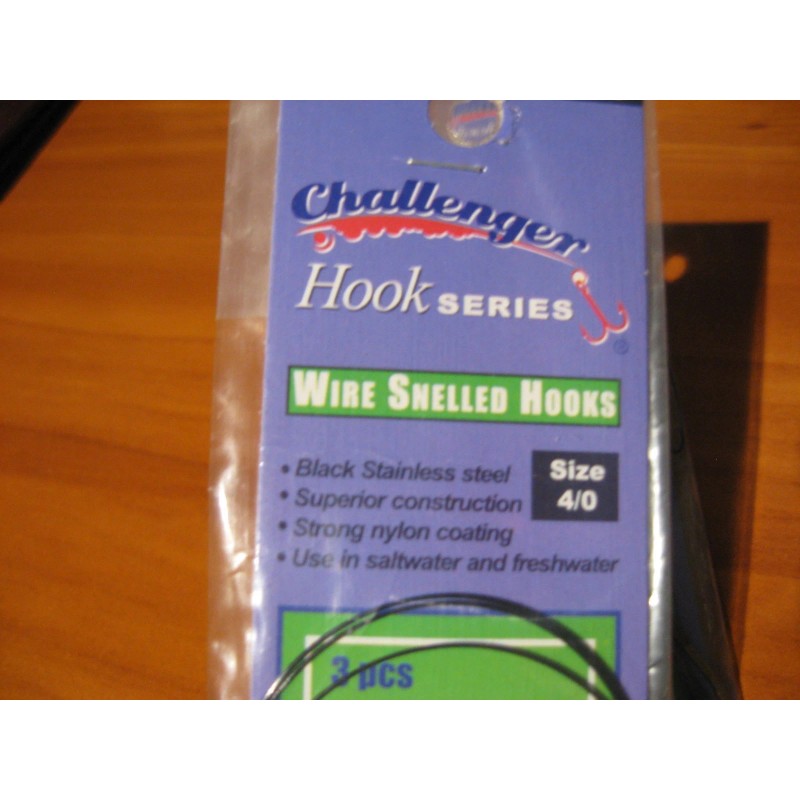 Challenger
Hook SERIES
®
WIRE SNELLED HOOKS
• Black Stainless steel
• Superior construction
• Strong nylon coating
• Use in saltwater and freshwater
Size
4/0
3 pcs